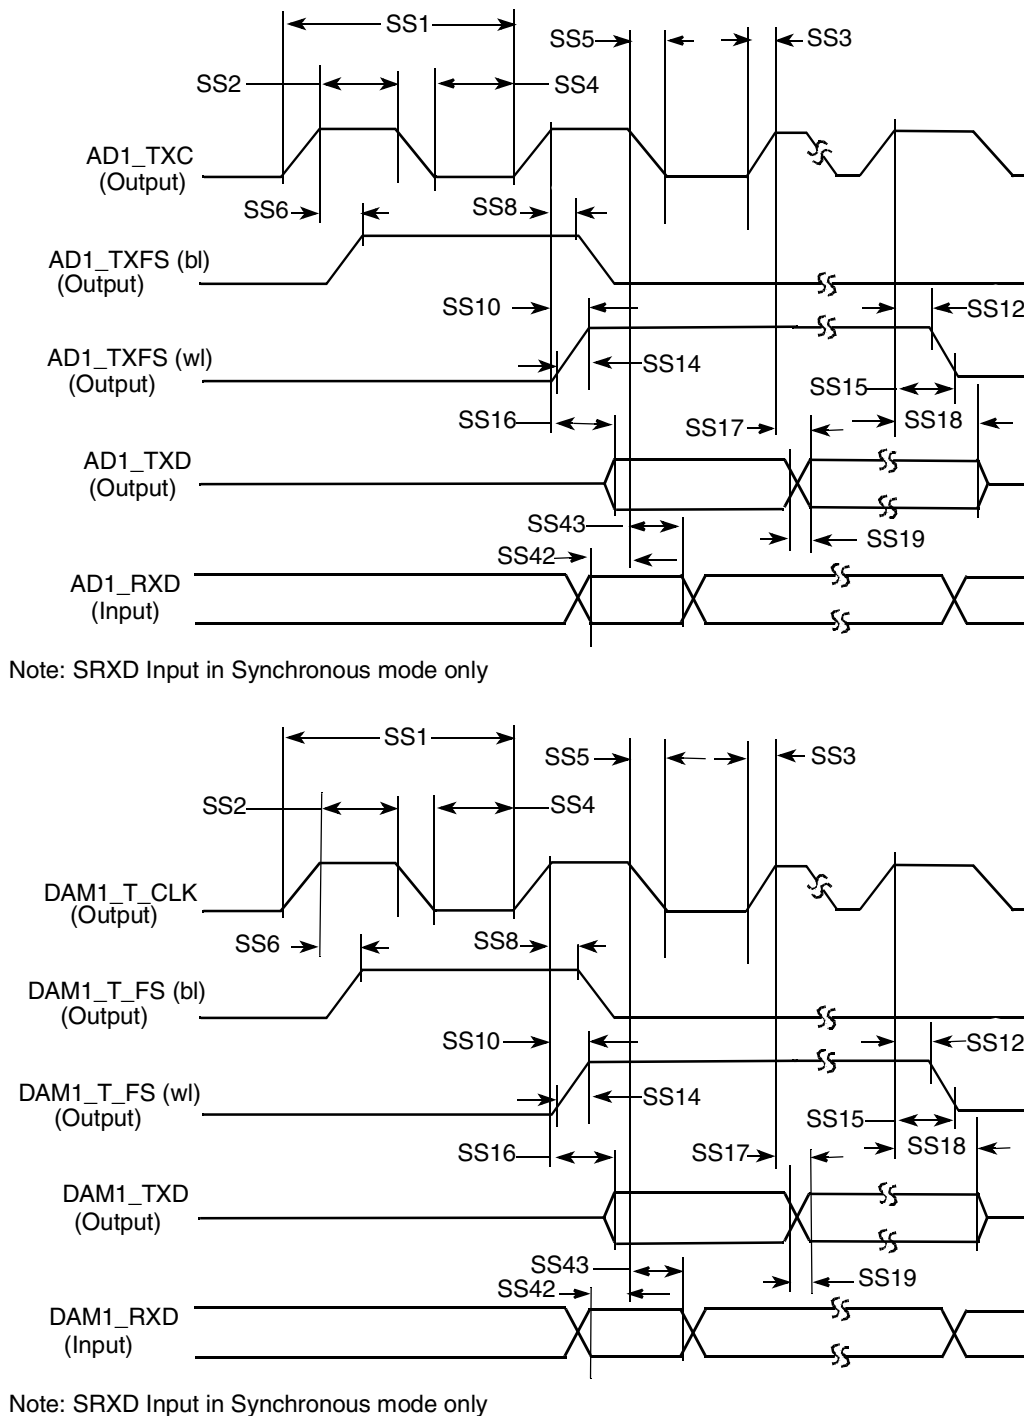 SS1
SS5
SS3
SS2
SS4
AD1_TXC
(Output)
SS6
SS8
AD1_TXFS (bl)
(Output)
SS10
SS12
AD1_TXFS (wl)
(Output)
SS14
SS15
SS16
SS17
SS18
AD1_TXD
(Output)
SS43
SS19
SS42
AD1_RXD
(Input)
Note: SRXD Input in Synchronous mode only
SS1
SS5
SS3
SS2
SS4
DAM1_T_CLK
(Output)
SS6
SS8
DAM1_T_FS (bl)
(Output)
SS10
SS12
DAM1_T_FS (wl)
(Output)
SS14
SS15
SS16
SS17
SS18
DAM1_TXD
(Output)
SS43
SS19
SS42
DAM1_RXD
(Input)
Note: SRXD Input in Synchronous mode only